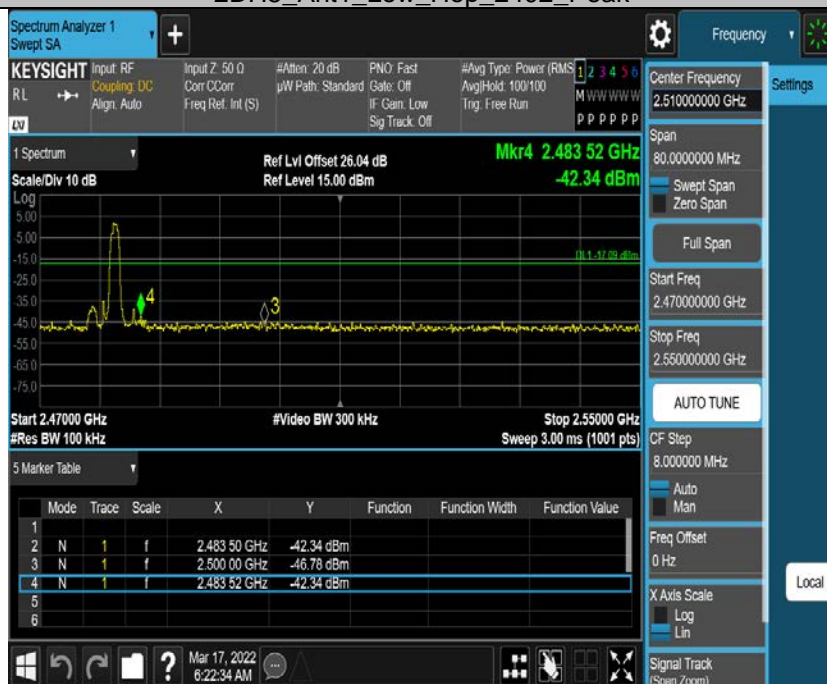 Spectrum Analyzer 1
Swept SA
+
Frequency
KEYSIGHT
Input: RF
Coupling: DC
Align: Auto
Input Z: 50 Ω
Corr CCorr
Freq Ref: Int (S)
#Atten: 20 dB
µW Path: Standard
PNO: Fast
Gate: Off
IF Gain: Low
Sig Track: Off
#Avg Type: Power (RMS
Avg|Hold: 100/100
Trig: Free Run
1 2 3 4 5 6
M W W W W W
P P P P P P
RL
LXI
Center Frequency
2.510000000 GHz
Settings
1 Spectrum
Ref Lvl Offset 26.04 dB
Mkr4 2.483 52 GHz
Scale/Div 10 dB
Ref Level 15.00 dBm
-42.34 dBm
Log
5.00
-5.00
-15.0
-25.0
-35.0
-45.0
-55.0
-65.0
-75.0
DL1 -17.09 dBm
4
3
Start 2.47000 GHz
#Video BW 300 kHz
Stop 2.55000 GHz
#Res BW 100 kHz
Sweep 3.00 ms (1001 pts)
Span
80.0000000 MHz
Swept Span
Zero Span
Full Span
Start Freq
2.470000000 GHz
Stop Freq
2.550000000 GHz
AUTO TUNE
CF Step
8.000000 MHz
Auto
Man
Freq Offset
0 Hz
X Axis Scale
Log
Lin
Signal Track
(Span Zoom)
Local
5 Marker Table
Mode Trace Scale X Y Function Function Width Function Value
1
2 N 1 f 2.483 50 GHz -42.34 dBm
3 N 1 f 2.500 00 GHz -46.78 dBm
4 N 1 f 2.483 52 GHz -42.34 dBm
5
6
?
Mar 17, 2022
6:22:34 AM